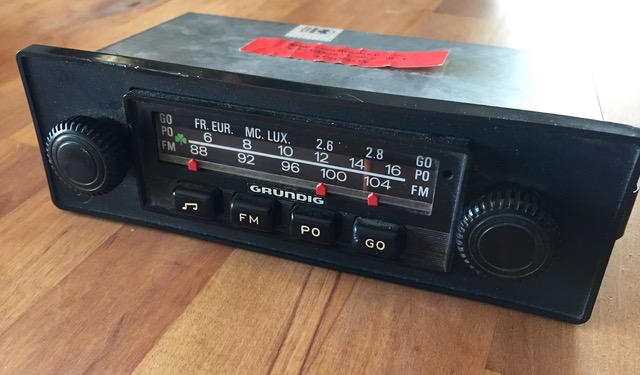 GO FR. EUR. MC. LUX. 2.6 2.8 GO
PO 6 8 10 12 14 16 PO
FM 88 92 96 100 104 FM
GRUNDIG
FM PO GO